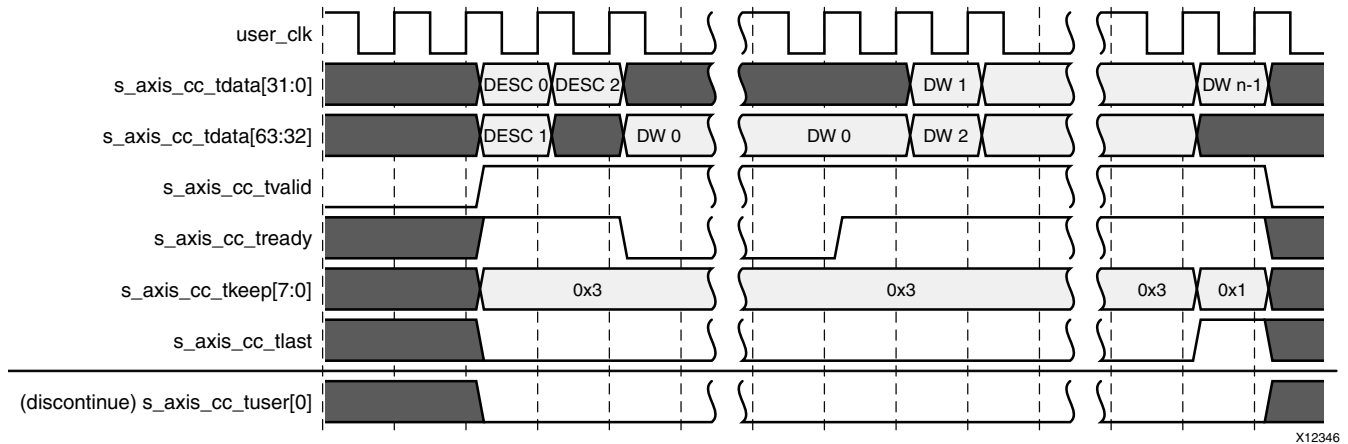 user_clk
s_axis_cc_tdata[31:0] DESC 0 DESC 2 DW 1 DW n-1
s_axis_cc_tdata[63:32] DESC 1 DW 0 DW 0 DW 2
s_axis_cc_tvalid
s_axis_cc_tready
s_axis_cc_tkeep[7:0] 0x3 0x3 0x3 0x1
s_axis_cc_tlast
(discontinue) s_axis_cc_tuser[0]
X12346